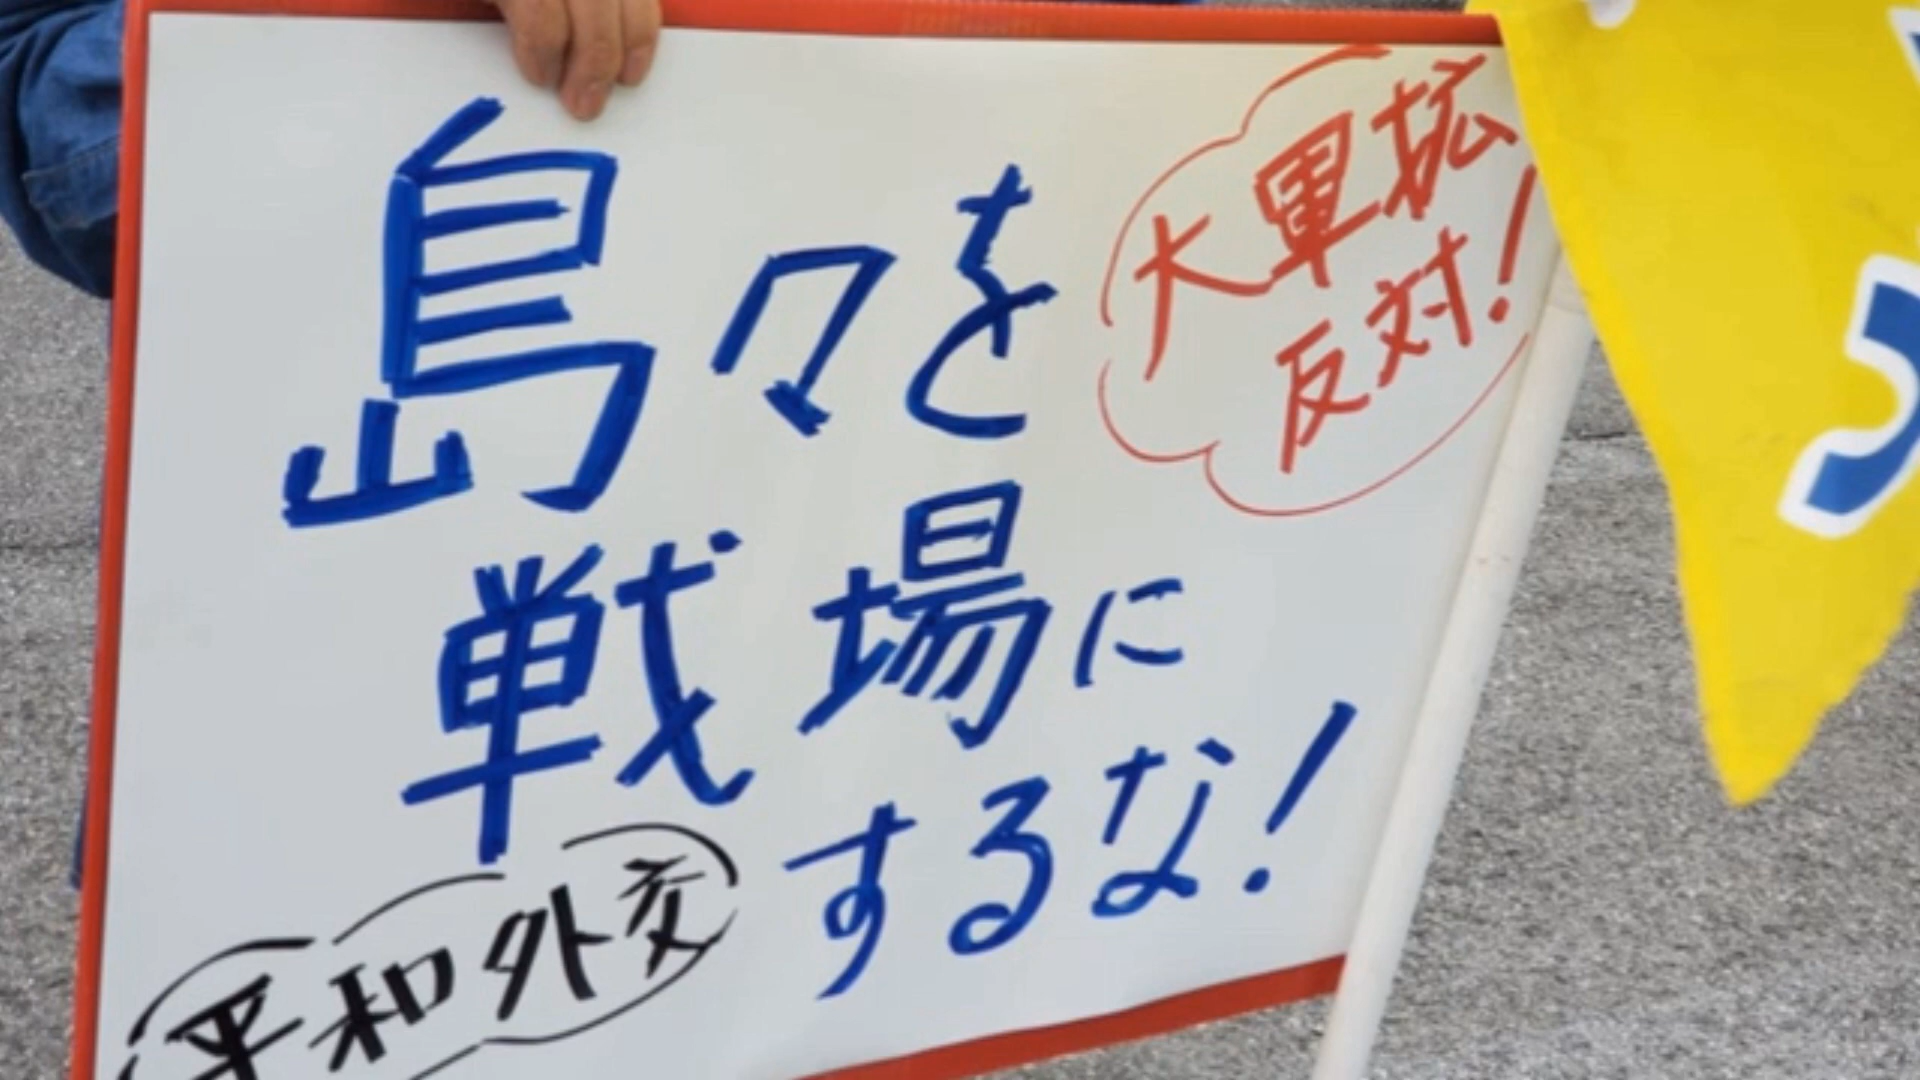 島々を
戦場に
するな!
大軍拡
反対!
平和外交